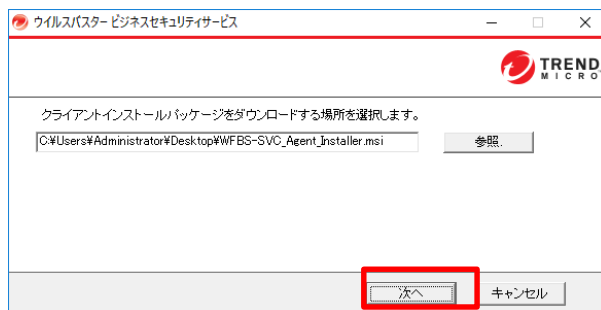 ウイルスバスター ビジネスセキュリティサービス
TREND
MICRO
クライアントインストールパッケージをダウンロードする場所を選択します。
C:¥Users¥Administrator¥Desktop¥WFBS-SVC_Agent_Installer.msi
参照.
次へ
キャンセル